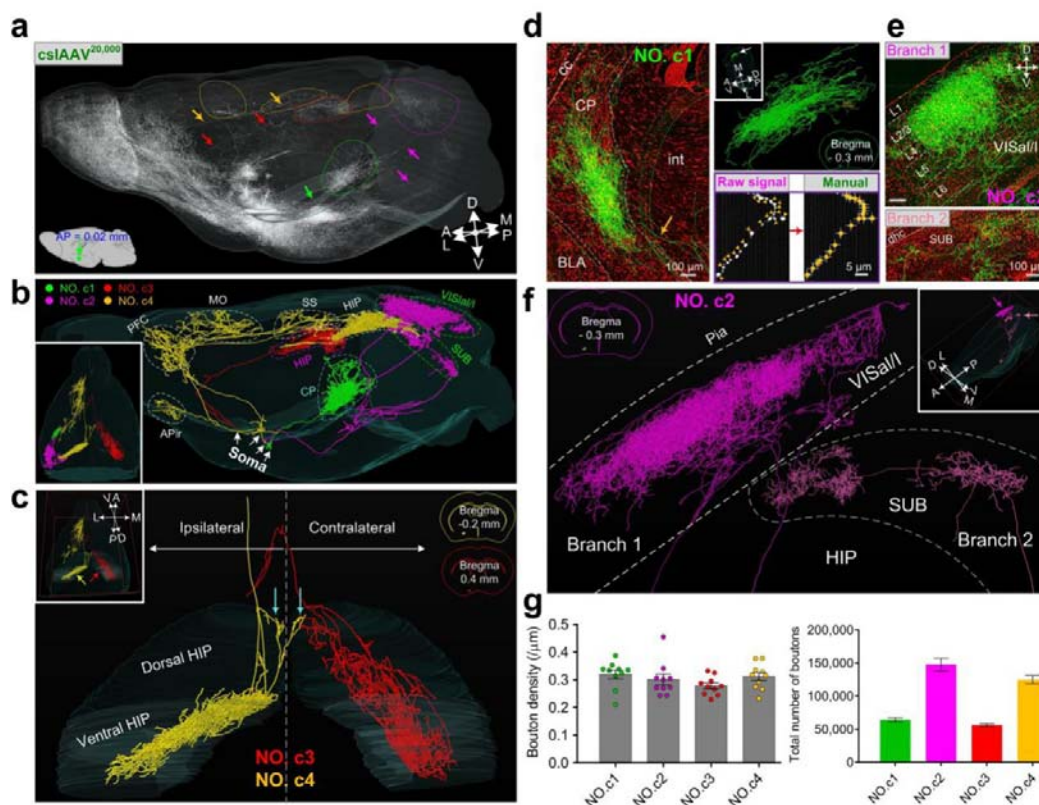 a
cslAAV20,000
AP = 0.02 mm
D
M
A
P
L
V
b
NO. c1
NO. c3
NO. c2
NO. c4
PFC
MO
SS
HIP
VISal/l
HIP
SUB
CP
APir
Soma
c
V A
L
M
P D
Ipsilateral
Contralateral
Bregma
-0.2 mm
Bregma
0.4 mm
Dorsal HIP
Ventral HIP
NO. c3
NO. c4
d
NO. c1
cc
CP
int
BLA
100 μm
M
A
Bregma
-0.3 mm
Raw signal
Manual
5 μm
e
Branch 1
D
V
L1
L2/3
L4
L5
L6
VISal/l
Branch 2
dhc
SUB
100 μm
f
Bregma
-0.3 mm
NO. c2
Pia
VISal/l
D
L
P
A
V
M
SUB
Branch 1
HIP
Branch 2
g
Bouton density (/μm)
0.5
0.4
0.3
0.2
0.1
0.0
NO.c1
NO.c2
NO.c3
NO.c4
Total number of boutons
200,000
150,000
100,000
50,000
0
NO.c1
NO.c2
NO.c3
NO.c4